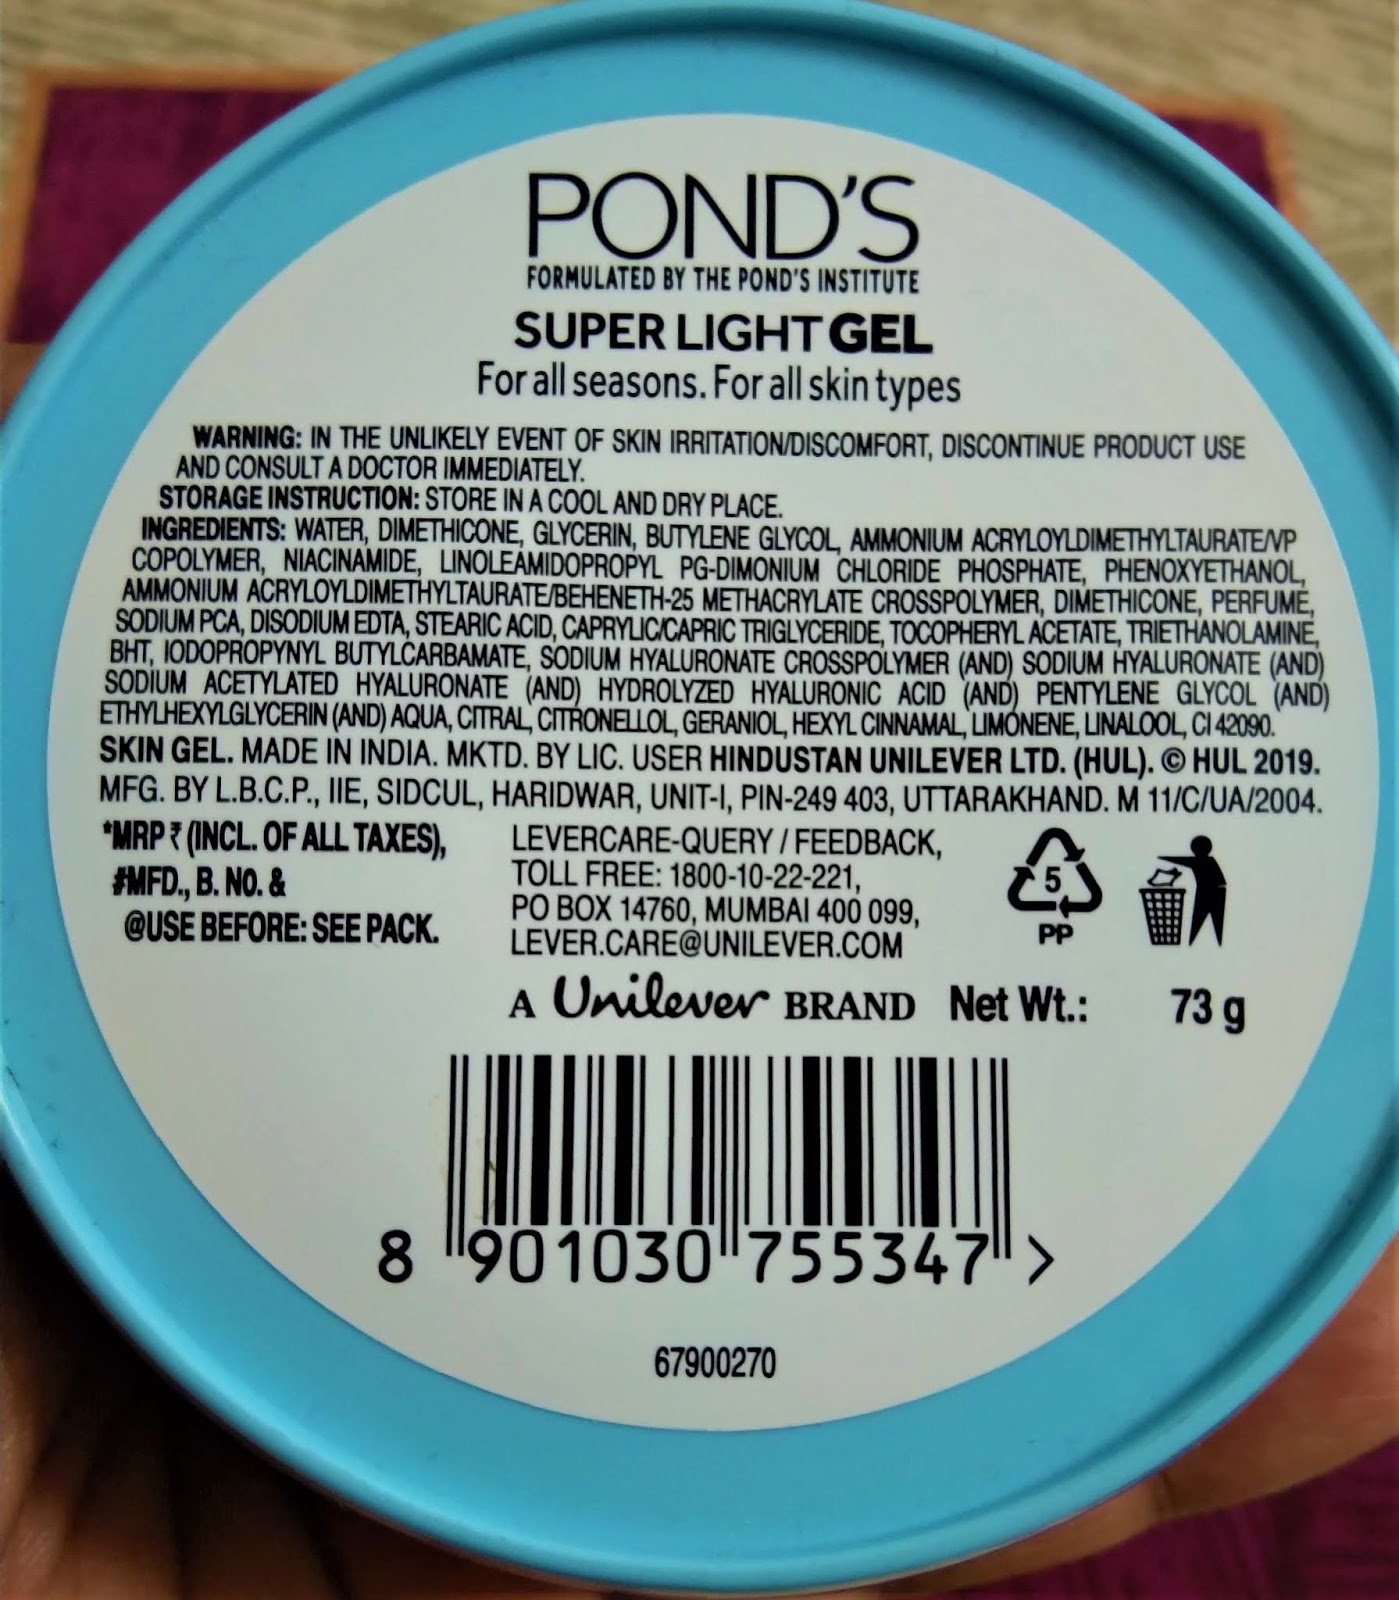 POND'S
FORMULATED BY THE POND'S INSTITUTE
SUPER LIGHT GEL
For all seasons. For all skin types
WARNING: IN THE UNLIKELY EVENT OF SKIN IRRITATION/DISCOMFORT, DISCONTINUE PRODUCT USE
AND CONSULT A DOCTOR IMMEDIATELY.
STORAGE INSTRUCTION: STORE IN A COOL AND DRY PLACE.
INGREDIENTS: WATER, DIMETHICONE, GLYCERIN, BUTYLENE GLYCOL, AMMONIUM ACRYLOYLDIMETHYLTAURATE/VP
COPOLYMER, NIACINAMIDE, LINOLEAMIDOPROPYL PG-DIMONIUM CHLORIDE PHOSPHATE, PHENOXYETHANOL,
AMMONIUM ACRYLOYLDIMETHYLTAURATE/BEHENETH-25 METHACRYLATE CROSSPOLYMER, DIMETHICONE, PERFUME,
SODIUM PCA, DISODIUM EDTA, STEARIC ACID, CAPRYLIC/CAPRIC TRIGLYCERIDE, TOCOPHERYL ACETATE, TRIETHANOLAMINE,
BHT, IODOPROPYNYL BUTYLCARBAMATE, SODIUM HYALURONATE CROSSPOLYMER (AND) SODIUM HYALURONATE (AND)
SODIUM ACETYLATED HYALURONATE (AND) HYDROLYZED HYALURONIC ACID (AND) PENTYLENE GLYCOL (AND)
ETHYLHEXYLGLYCERIN (AND) AQUA, CITRAL, CITRONELLOL, GERANIOL, HEXYL CINNAMAL, LIMONENE, LINALOOL, CI 42090.
SKIN GEL. MADE IN INDIA. MKTD. BY LIC. USER HINDUSTAN UNILEVER LTD. (HUL). © HUL 2019.
MFG. BY L.B.C.P., IIE, SIDCUL, HARIDWAR, UNIT-I, PIN-249 403, UTTARAKHAND. M 11/C/UA/2004.
*MRP ₹ (INCL. OF ALL TAXES),
#MFD., B. NO. &
@USE BEFORE: SEE PACK.
LEVERCARE-QUERY / FEEDBACK,
TOLL FREE: 1800-10-22-221,
PO BOX 14760, MUMBAI 400 099,
LEVER.CARE@UNILEVER.COM
5
PP
A Unilever BRAND Net Wt.: 73 g
8 901030 755347 >
67900270